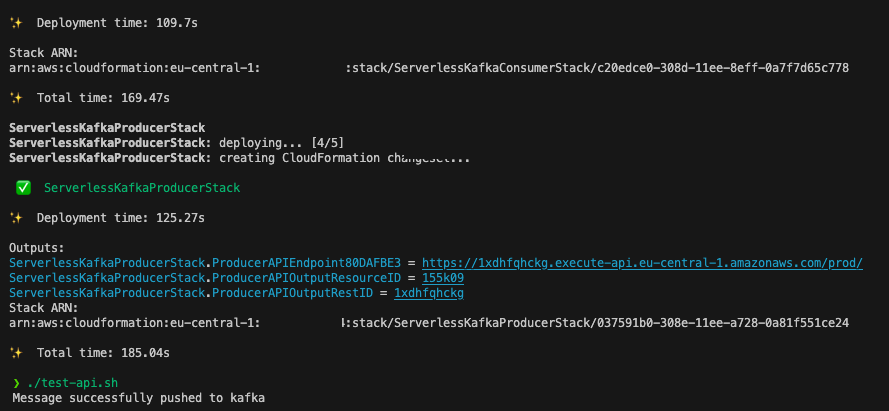 ✨  Deployment time: 109.7s
Stack ARN:
arn:aws:cloudformation:eu-central-1: :stack/ServerlessKafkaConsumerStack/c20edce0-308d-11ee-8eff-0a7f7d65c778
✨  Total time: 169.47s
ServerlessKafkaProducerStack
ServerlessKafkaProducerStack: deploying... [4/5]
ServerlessKafkaProducerStack: creating CloudFormation changeset...
✅  ServerlessKafkaProducerStack
✨  Deployment time: 125.27s
Outputs:
ServerlessKafkaProducerStack.ProducerAPIEndpoint80DAFBE3 = https://1xdhfqhckg.execute-api.eu-central-1.amazonaws.com/prod/
ServerlessKafkaProducerStack.ProducerAPIOutputResourceID = 155k09
ServerlessKafkaProducerStack.ProducerAPIOutputRestID = 1xdhfqhckg
Stack ARN:
arn:aws:cloudformation:eu-central-1: :stack/ServerlessKafkaProducerStack/037591b0-308e-11ee-a728-0a81f551ce24
✨  Total time: 185.04s
❯ ./test-api.sh
Message successfully pushed to kafka